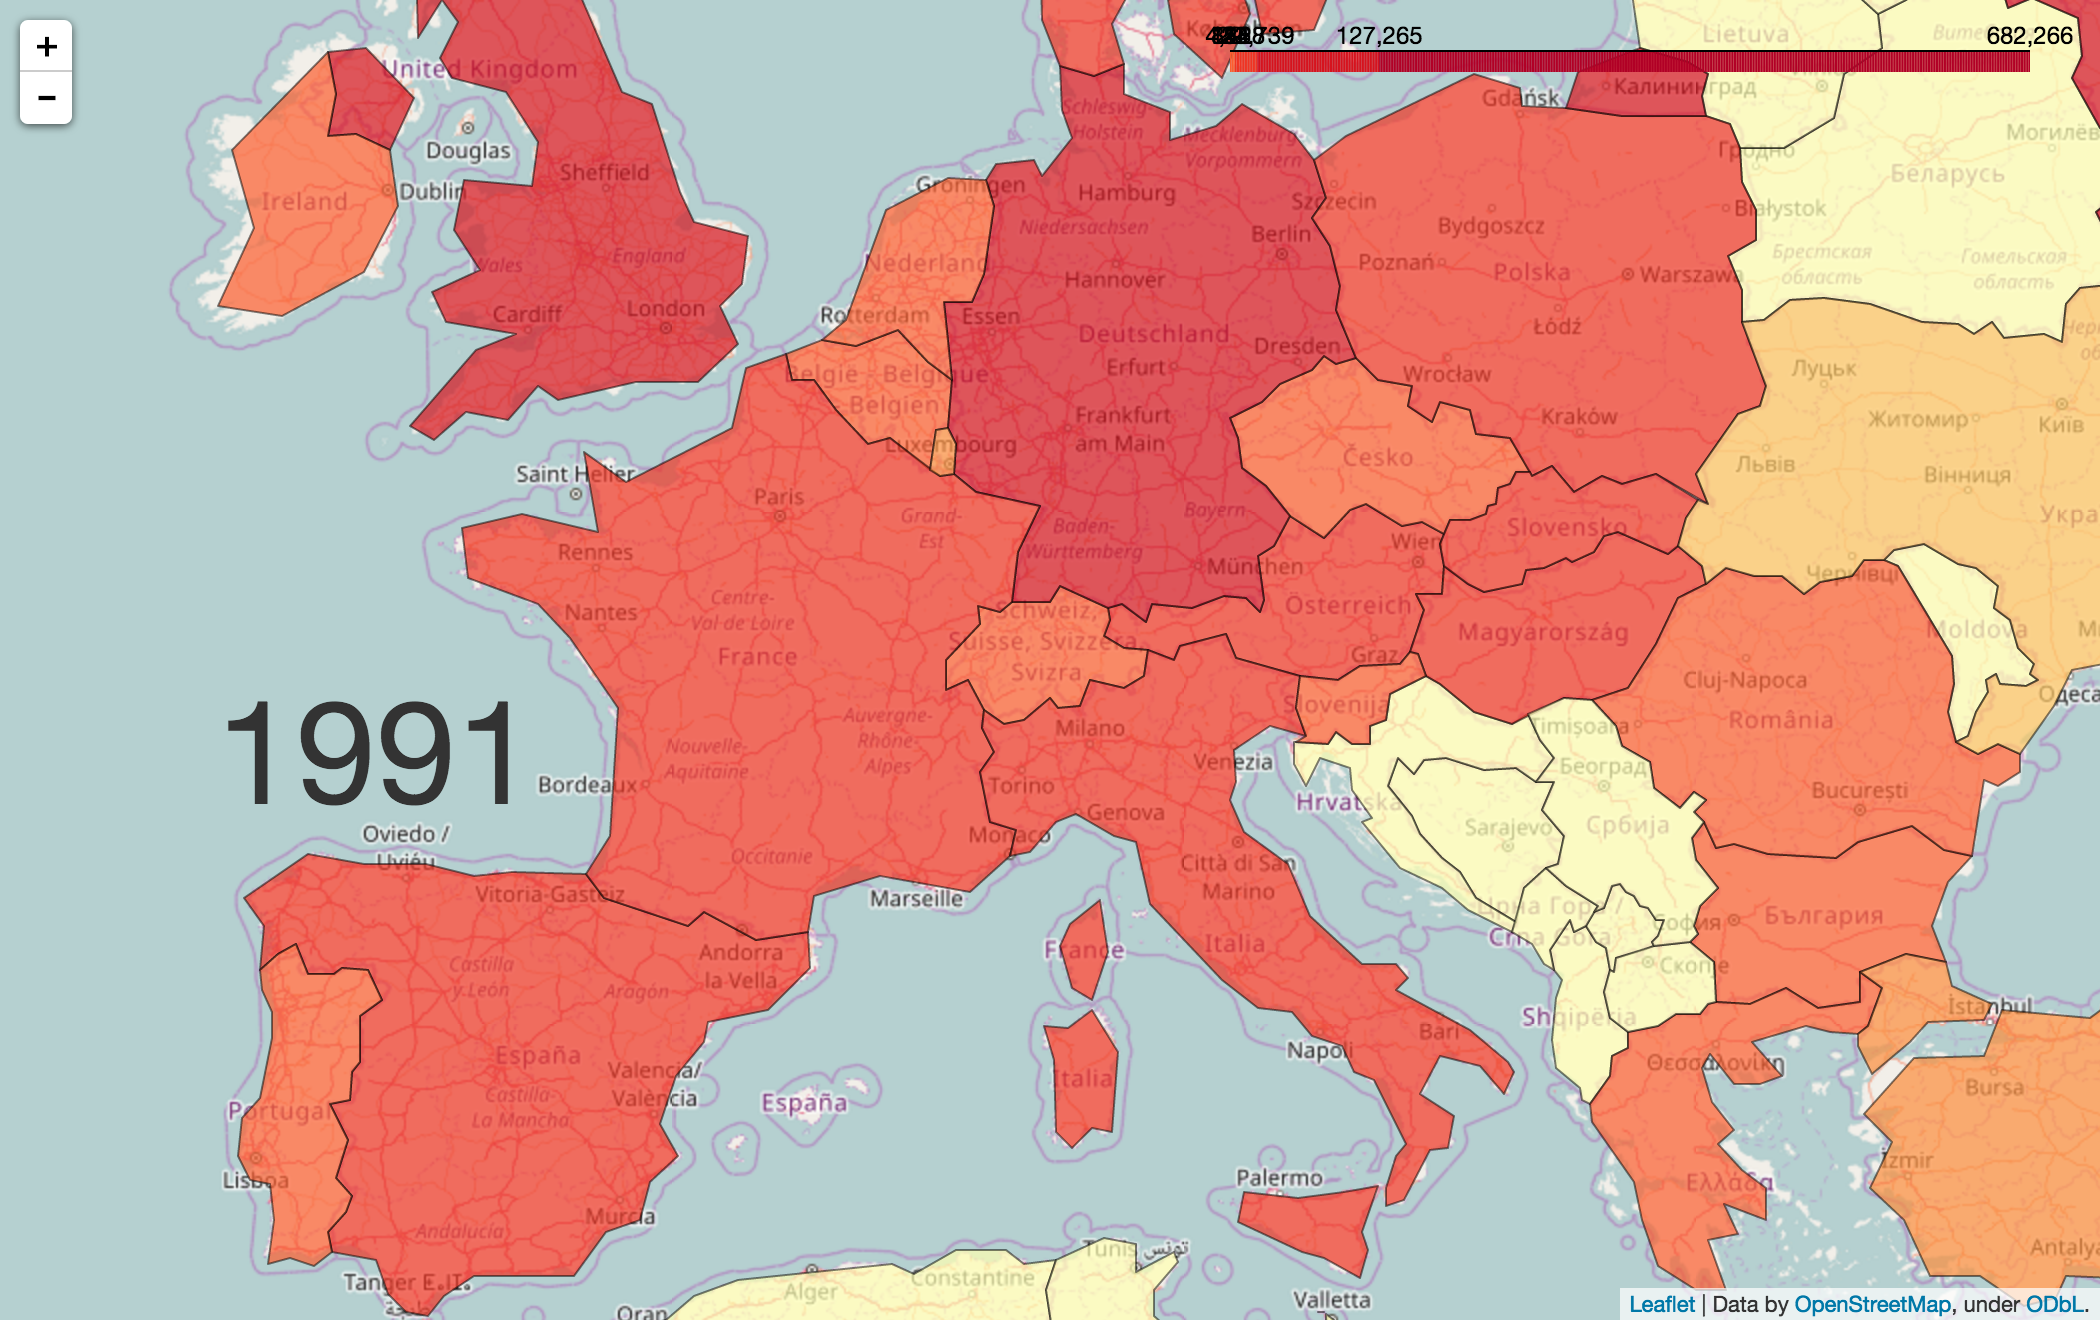 +
−
127,265
682,266
United Kingdom
Lietuva
Schleswig-
Holstein
Mecklenburg-
Vorpommern
Gdańsk
Калининград
Douglas
Sheffield
Гродно
Могилёв
Беларусь
Ireland
Dublin
Groningen
Hamburg
Szczecin
Białystok
Niedersachsen
Berlin
Bydgoszcz
Брестская
область
Гомельская
область
Wales
England
Nederland
Hannover
Poznań
Polska
Warszawa
Cardiff
London
Rotterdam
Essen
Deutschland
Dresden
Łódź
België - Belgique
Belgien
Erfurt
Wrocław
Луцьк
Frankfurt
am Main
Kraków
Житомир
Київ
Luxembourg
Česko
Львів
Вінниця
Saint Helier
Paris
Grand-
Est
Baden-
Württemberg
Bayern
Slovensko
Укра
Rennes
Wien
München
Чернівці
Nantes
Centre-
Val de Loire
Schweiz,
Suisse, Svizzera,
Svizra
Österreich
Magyarország
Moldova
France
Graz
Cluj-Napoca
România
Одеса
1991
Nouvelle-
Aquitaine
Auvergne-
Rhône-
Alpes
Milano
Slovenija
Timișoara
Bordeaux
Torino
Venezia
Београд
București
Genova
Hrvatska
Oviedo /
Uviéu
Monaco
Sarajevo
Србија
Occitanie
Città di San
Marino
Vitoria-Gasteiz
Marseille
Црна Гора /
Crna Gora
София
България
Andorra
la Vella
France
Italia
Castilla
y León
Aragón
Скопје
Shqipëria
İstanbul
Napoli
Bari
España
Castilla-
La Mancha
Valencia/
València
Italia
Θεσσαλονίκη
Bursa
Portugal
España
Lisboa
Palermo
Ελλάδα
İzmir
Murcia
Andalucía
Tunis تونس
Antalya
Tanger
طنجة
Alger
Constantine
Oran
Valletta
Leaflet | Data by OpenStreetMap, under ODbL.